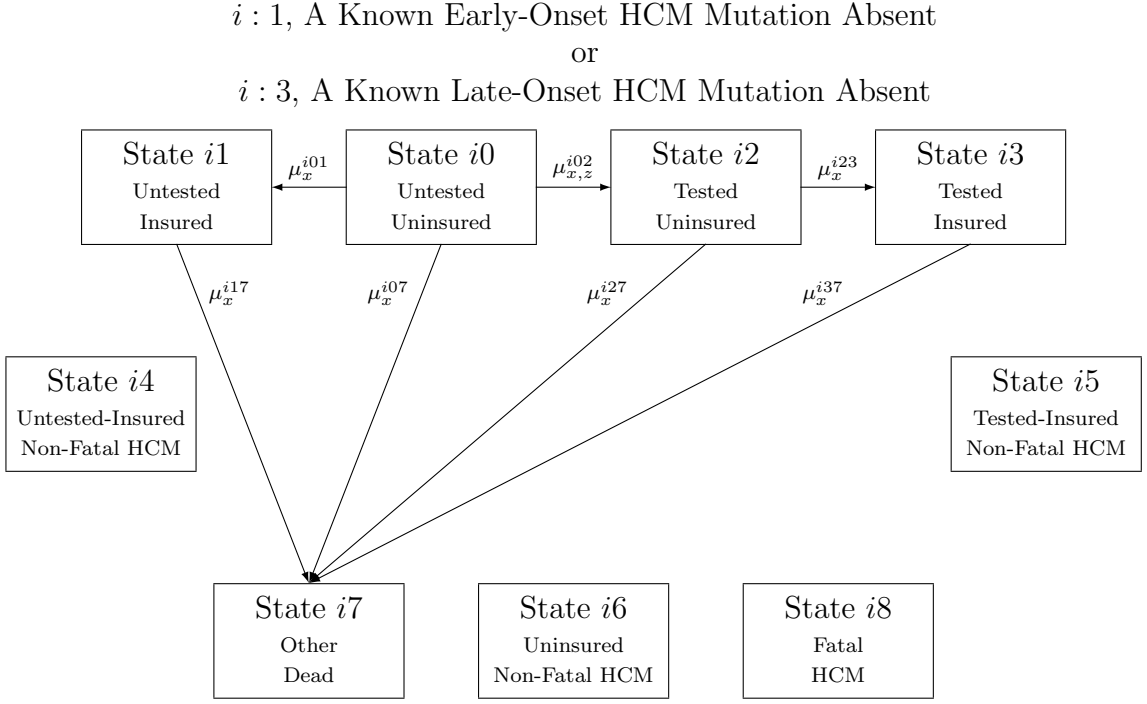 i : 1, A Known Early-Onset HCM Mutation Absent
or
i : 3, A Known Late-Onset HCM Mutation Absent
State i1
Untested
Insured
μ_x^{i01}
State i0
Untested
Uninsured
μ_{x,z}^{i02}
State i2
Tested
Uninsured
μ_x^{i23}
State i3
Tested
Insured
μ_x^{i17}
μ_x^{i07}
μ_x^{i27}
μ_x^{i37}
State i4
Untested-Insured
Non-Fatal HCM
State i5
Tested-Insured
Non-Fatal HCM
State i7
Other
Dead
State i6
Uninsured
Non-Fatal HCM
State i8
Fatal
HCM